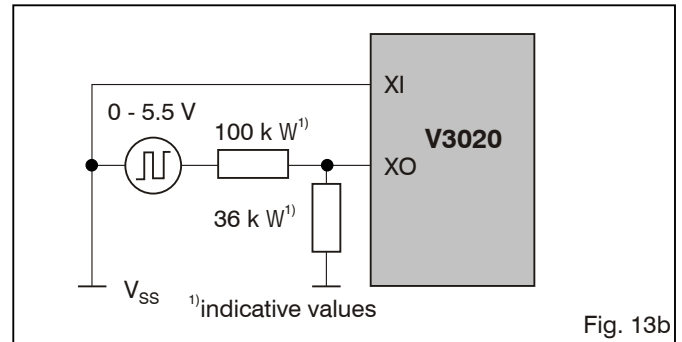 XI
0 - 5.5 V
100 k W¹⁾
V3020
XO
36 k W¹⁾
VSS
¹⁾indicative values
Fig. 13b